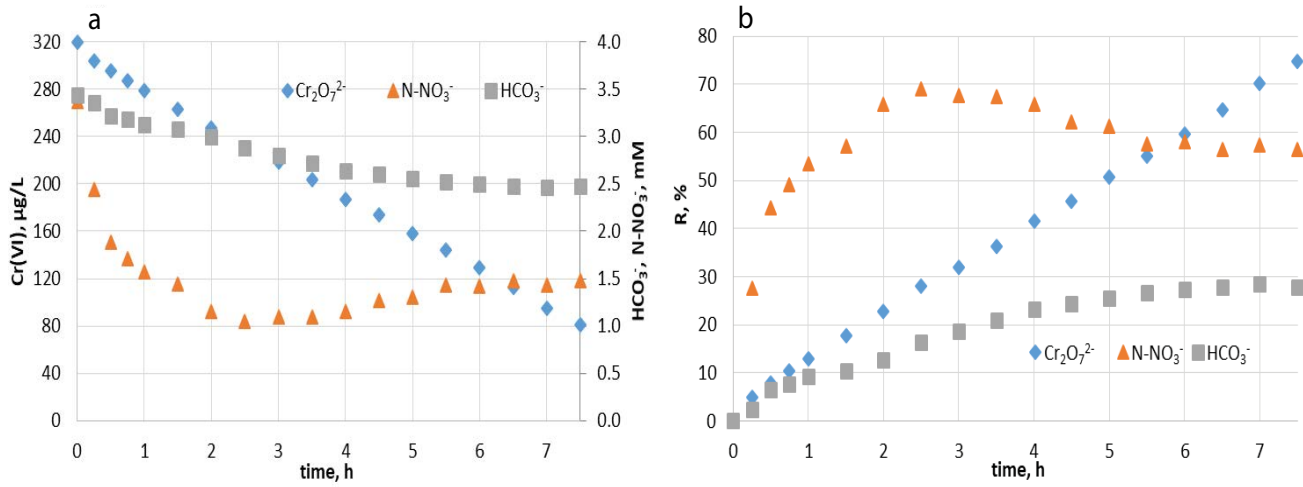 a
320
280
240
200
160
120
80
40
0
Cr(VI), µg/L
4.0
3.5
3.0
2.5
2.0
1.5
1.0
0.5
0.0
HCO₃⁻, N-NO₃⁻, mM
Cr₂O₇²⁻ N-NO₃⁻ HCO₃⁻
0 1 2 3 4 5 6 7
time, h
b
80
70
60
50
40
30
20
10
0
R, %
Cr₂O₇²⁻ N-NO₃⁻ HCO₃⁻
0 1 2 3 4 5 6 7
time, h